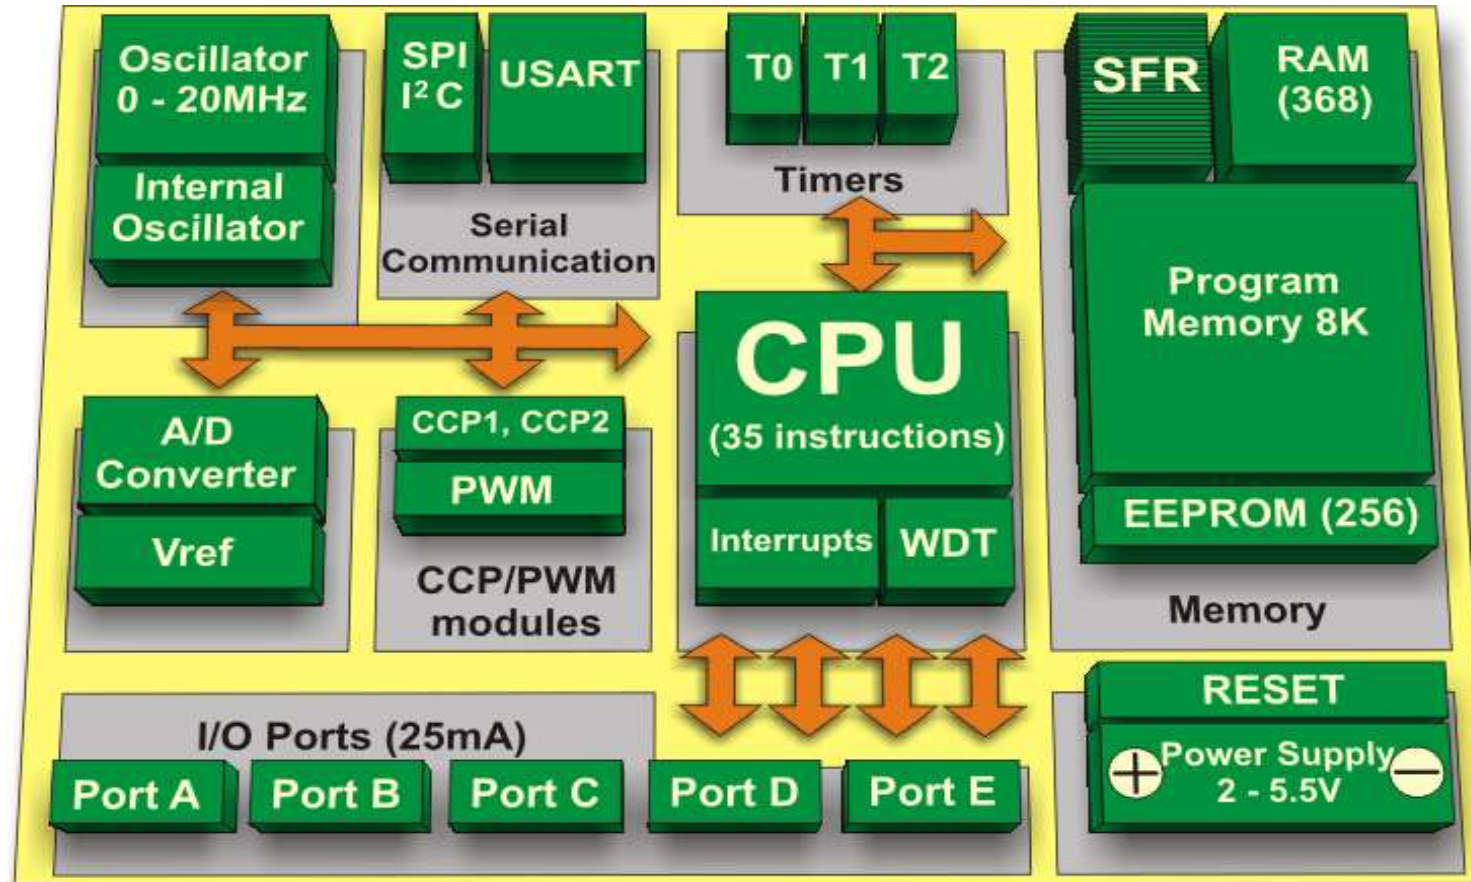 Oscillator
0 - 20MHz
Internal
Oscillator
SPI
I² C
USART
Serial
Communication
T0
T1
T2
Timers
SFR
RAM
(368)
Program
Memory 8K
EEPROM (256)
Memory
A/D
Converter
Vref
CCP1, CCP2
PWM
CCP/PWM
modules
CPU
(35 instructions)
Interrupts
WDT
I/O Ports (25mA)
Port A
Port B
Port C
Port D
Port E
RESET
+
Power Supply
2 - 5.5V
−